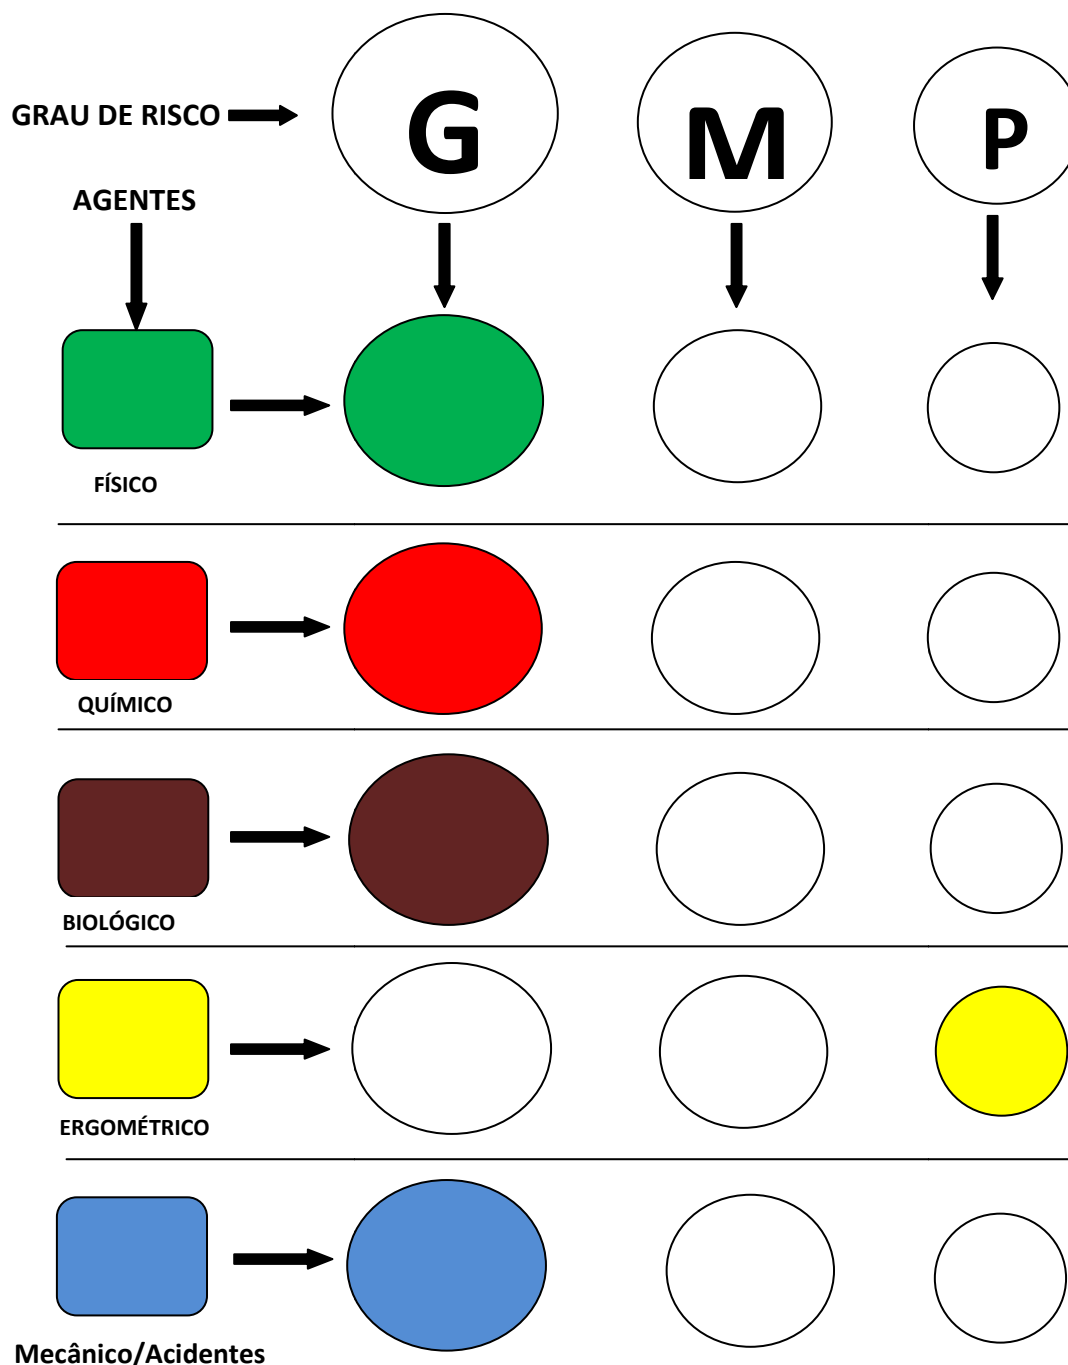 GRAU DE RISCO
G
M
P
AGENTES
FÍSICO
QUÍMICO
BIOLÓGICO
ERGOMÉTRICO
Mecânico/Acidentes